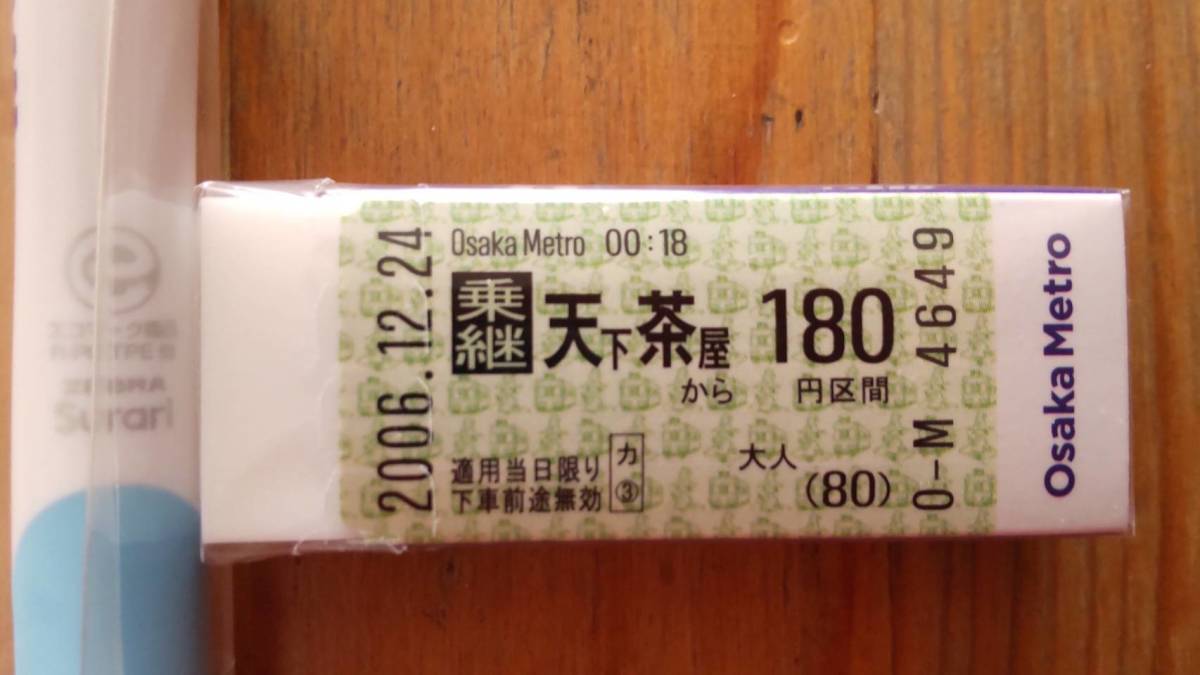 2006.12.24
Osaka Metro 00:18
乗継 天下茶屋 180
から 円区間
適用当日限り
下車前途無効
カ
③
大人
(80)
O-M 4649
Osaka Metro
e
Surari